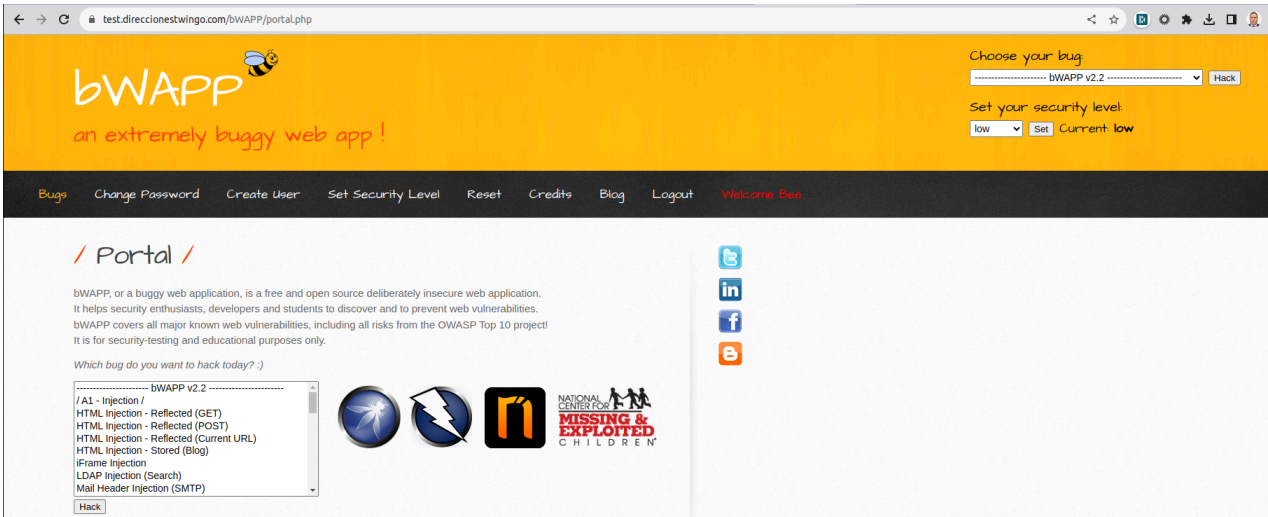 test.direccionestwingo.com/bWAPP/portal.php
bWAPP
an extremely buggy web app !
Choose your bug:
---------------------- bWAPP v2.2 -----------------------
Hack
Set your security level:
low
Set
Current: low
Bugs
Change Password
Create User
Set Security Level
Reset
Credits
Blog
Logout
Welcome Bee
/ Portal /
bWAPP, or a buggy web application, is a free and open source deliberately insecure web application.
It helps security enthusiasts, developers and students to discover and to prevent web vulnerabilities.
bWAPP covers all major known web vulnerabilities, including all risks from the OWASP Top 10 project!
It is for security-testing and educational purposes only.
Which bug do you want to hack today? :)
---------------------- bWAPP v2.2 -----------------------
/ A1 - Injection /
HTML Injection - Reflected (GET)
HTML Injection - Reflected (POST)
HTML Injection - Reflected (Current URL)
HTML Injection - Stored (Blog)
iFrame Injection
LDAP Injection (Search)
Mail Header Injection (SMTP)
Hack
NATIONAL
CENTER FOR
MISSING &
EXPLOITED
CHILDREN
in
f